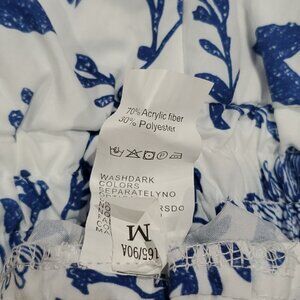 70% Acrylic fiber
30% Polyester
WASHDARK
COLORS
SEPARATELYNO
165/90A
M